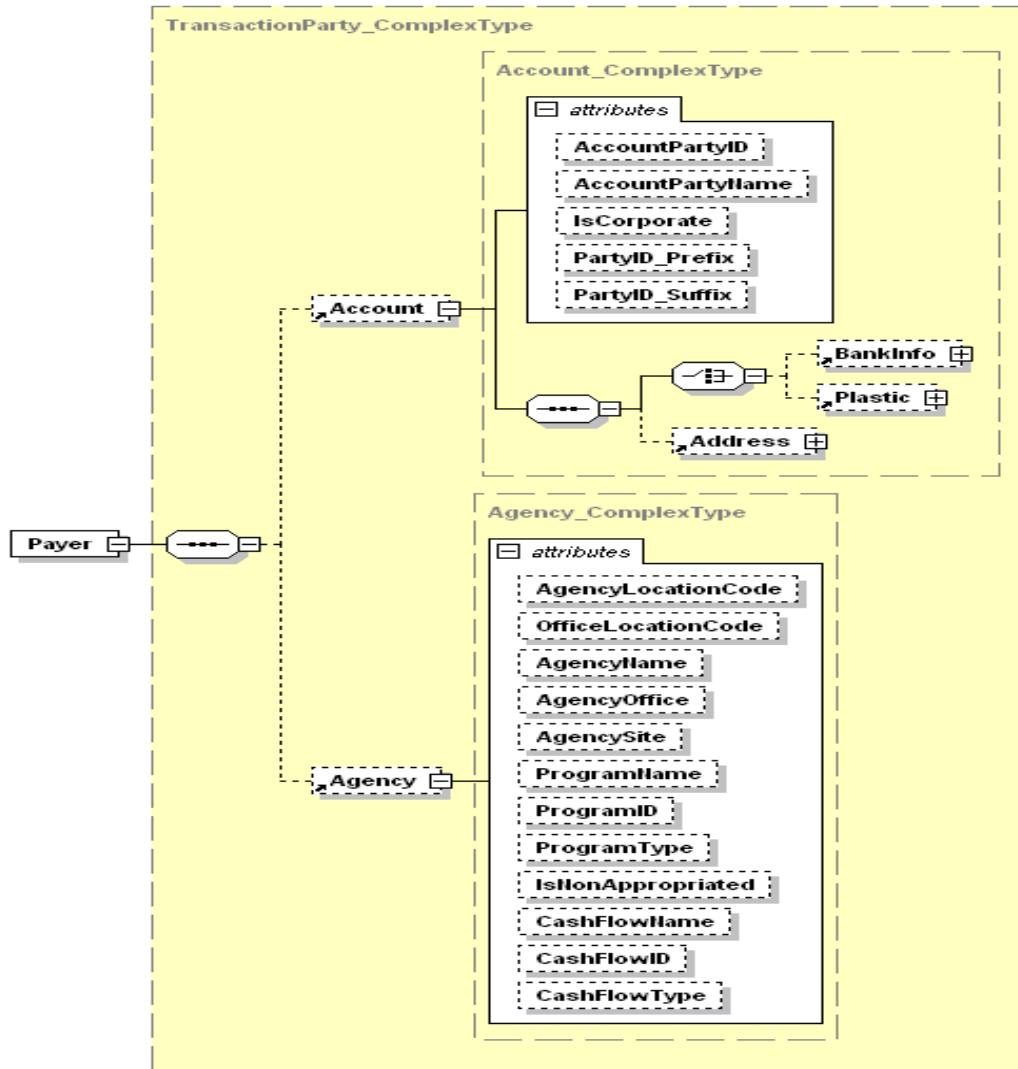 TransactionParty_ComplexType
Account_ComplexType
attributes
AccountPartyID
AccountPartyName
IsCorporate
PartyID_Prefix
PartyID_Suffix
Account
BankInfo
Plastic
Address
Agency_ComplexType
Payer
attributes
AgencyLocationCode
OfficeLocationCode
AgencyName
AgencyOffice
AgencySite
ProgramName
Agency
ProgramID
ProgramType
IsNonAppropriated
CashFlowName
CashFlowID
CashFlowType